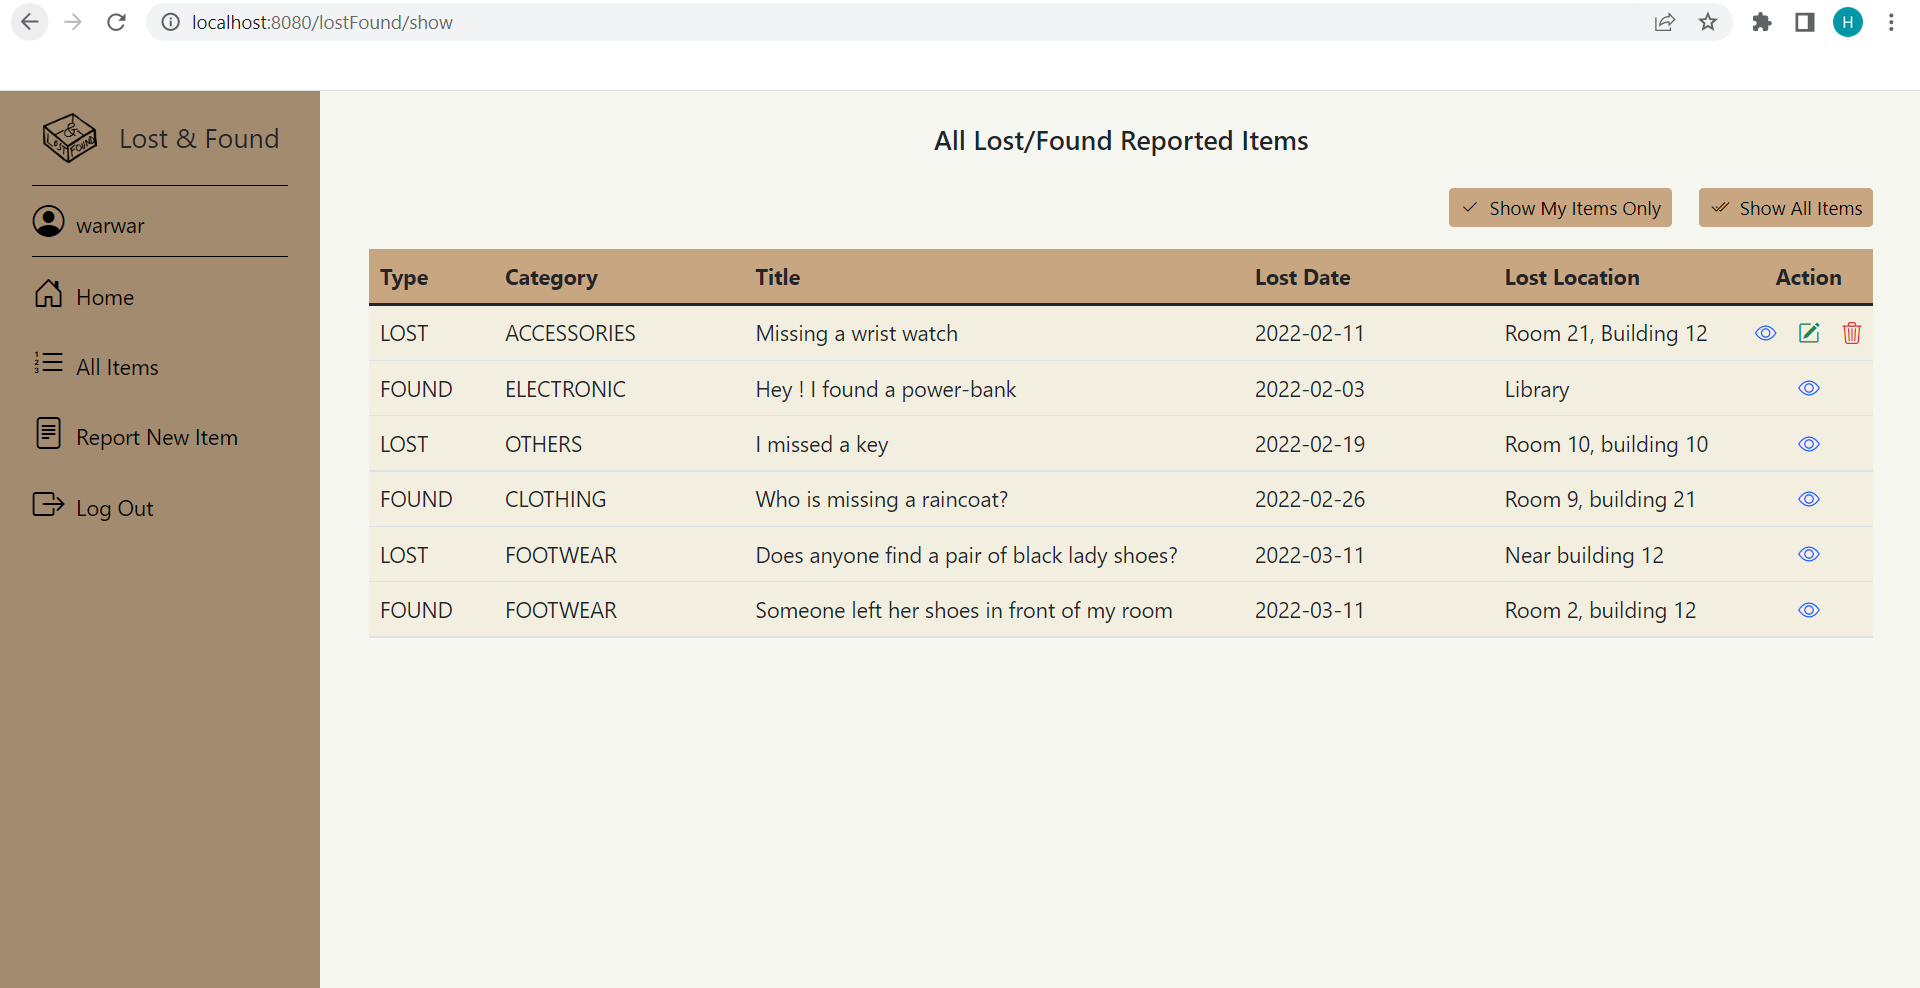 localhost:8080/lostFound/show
H
& LOST FOUND
Lost & Found
warwar
Home
1 2 3 All Items
Report New Item
Log Out
All Lost/Found Reported Items
Show My Items Only Show All Items
Type Category Title Lost Date Lost Location Action
LOST ACCESSORIES Missing a wrist watch 2022-02-11 Room 21, Building 12
FOUND ELECTRONIC Hey ! I found a power-bank 2022-02-03 Library
LOST OTHERS I missed a key 2022-02-19 Room 10, building 10
FOUND CLOTHING Who is missing a raincoat? 2022-02-26 Room 9, building 21
LOST FOOTWEAR Does anyone find a pair of black lady shoes? 2022-03-11 Near building 12
FOUND FOOTWEAR Someone left her shoes in front of my room 2022-03-11 Room 2, building 12